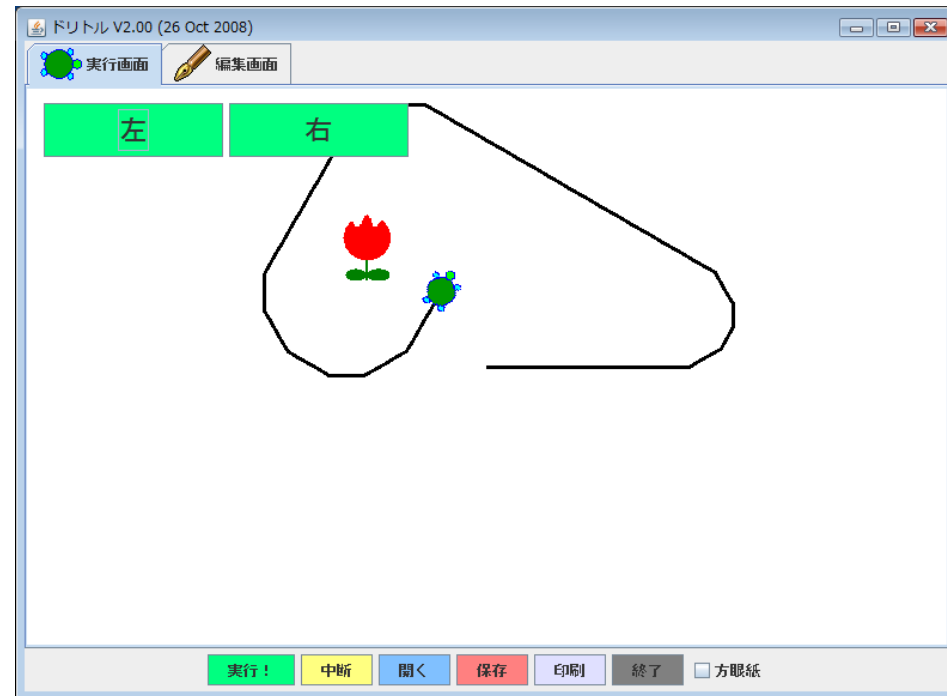 ドリトル V2.00 (26 Oct 2008)
実行画面 編集画面
左 右
実行！ 中断 開く 保存 印刷 終了 方眼紙